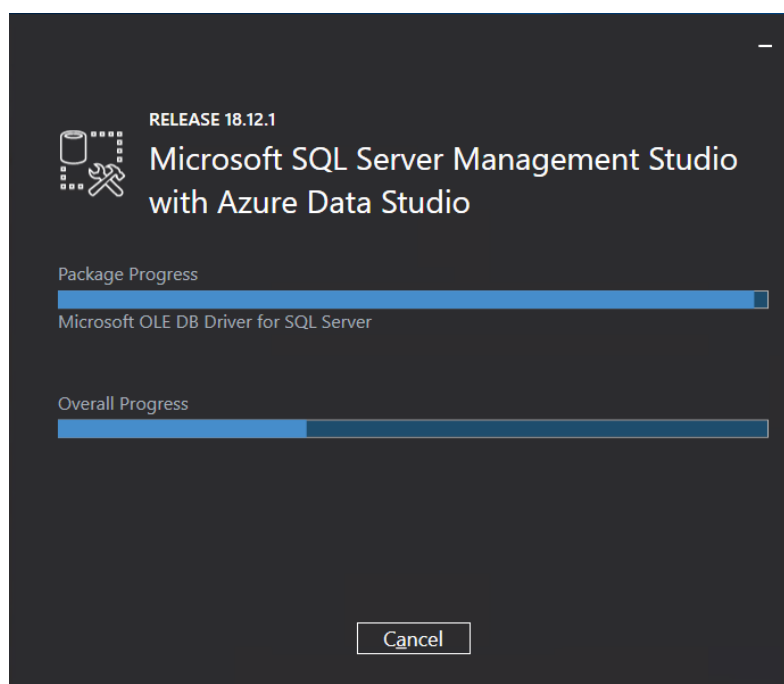 RELEASE 18.12.1
Microsoft SQL Server Management Studio
with Azure Data Studio
Package Progress
Microsoft OLE DB Driver for SQL Server
Overall Progress
Cancel